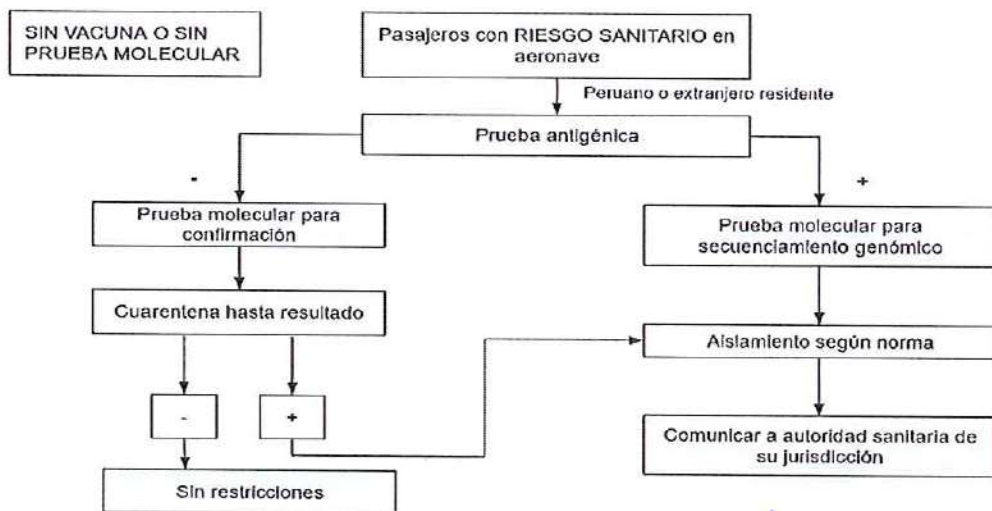 SIN VACUNA O SIN
PRUEBA MOLECULAR
Pasajeros con RIESGO SANITARIO en
aeronave
Peruano o extranjero residente
Prueba antigénica
-
+
Prueba molecular para
confirmación
Prueba molecular para
secuenciamiento genómico
Cuarentena hasta resultado
Aislamiento según norma
-
+
Comunicar a autoridad sanitaria de
su jurisdicción
Sin restricciones